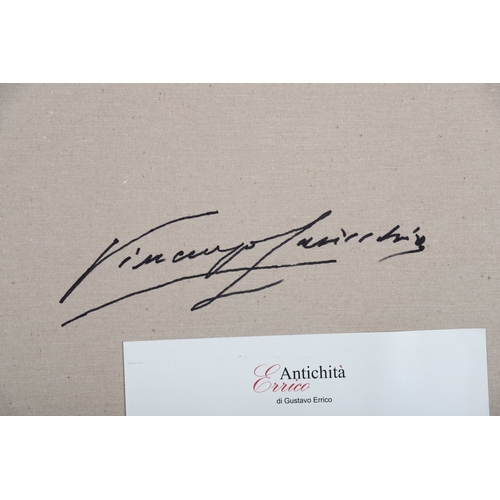 Vincenzo
Antichità
Errico
di Gustavo Errico